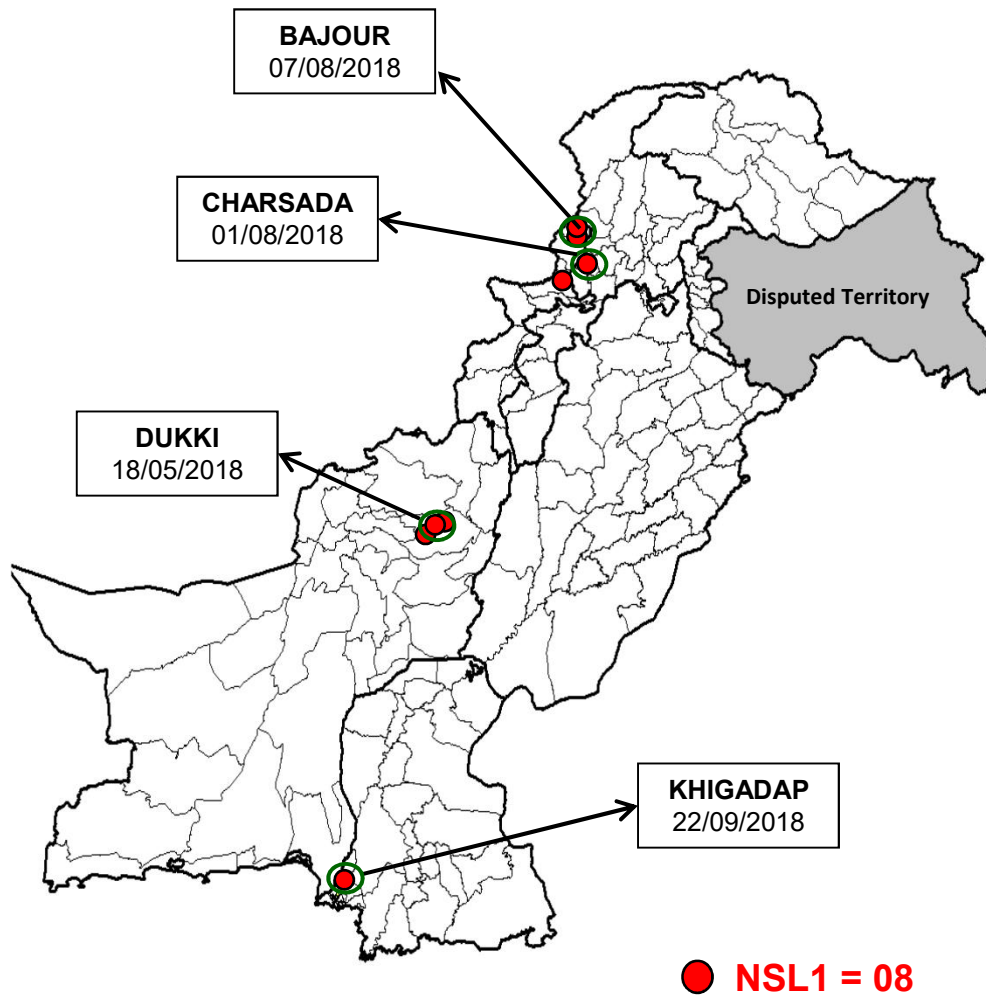 BAJOUR
07/08/2018
CHARSADA
01/08/2018
Disputed Territory
DUKKI
18/05/2018
KHIGADAP
22/09/2018
NSL1 = 08